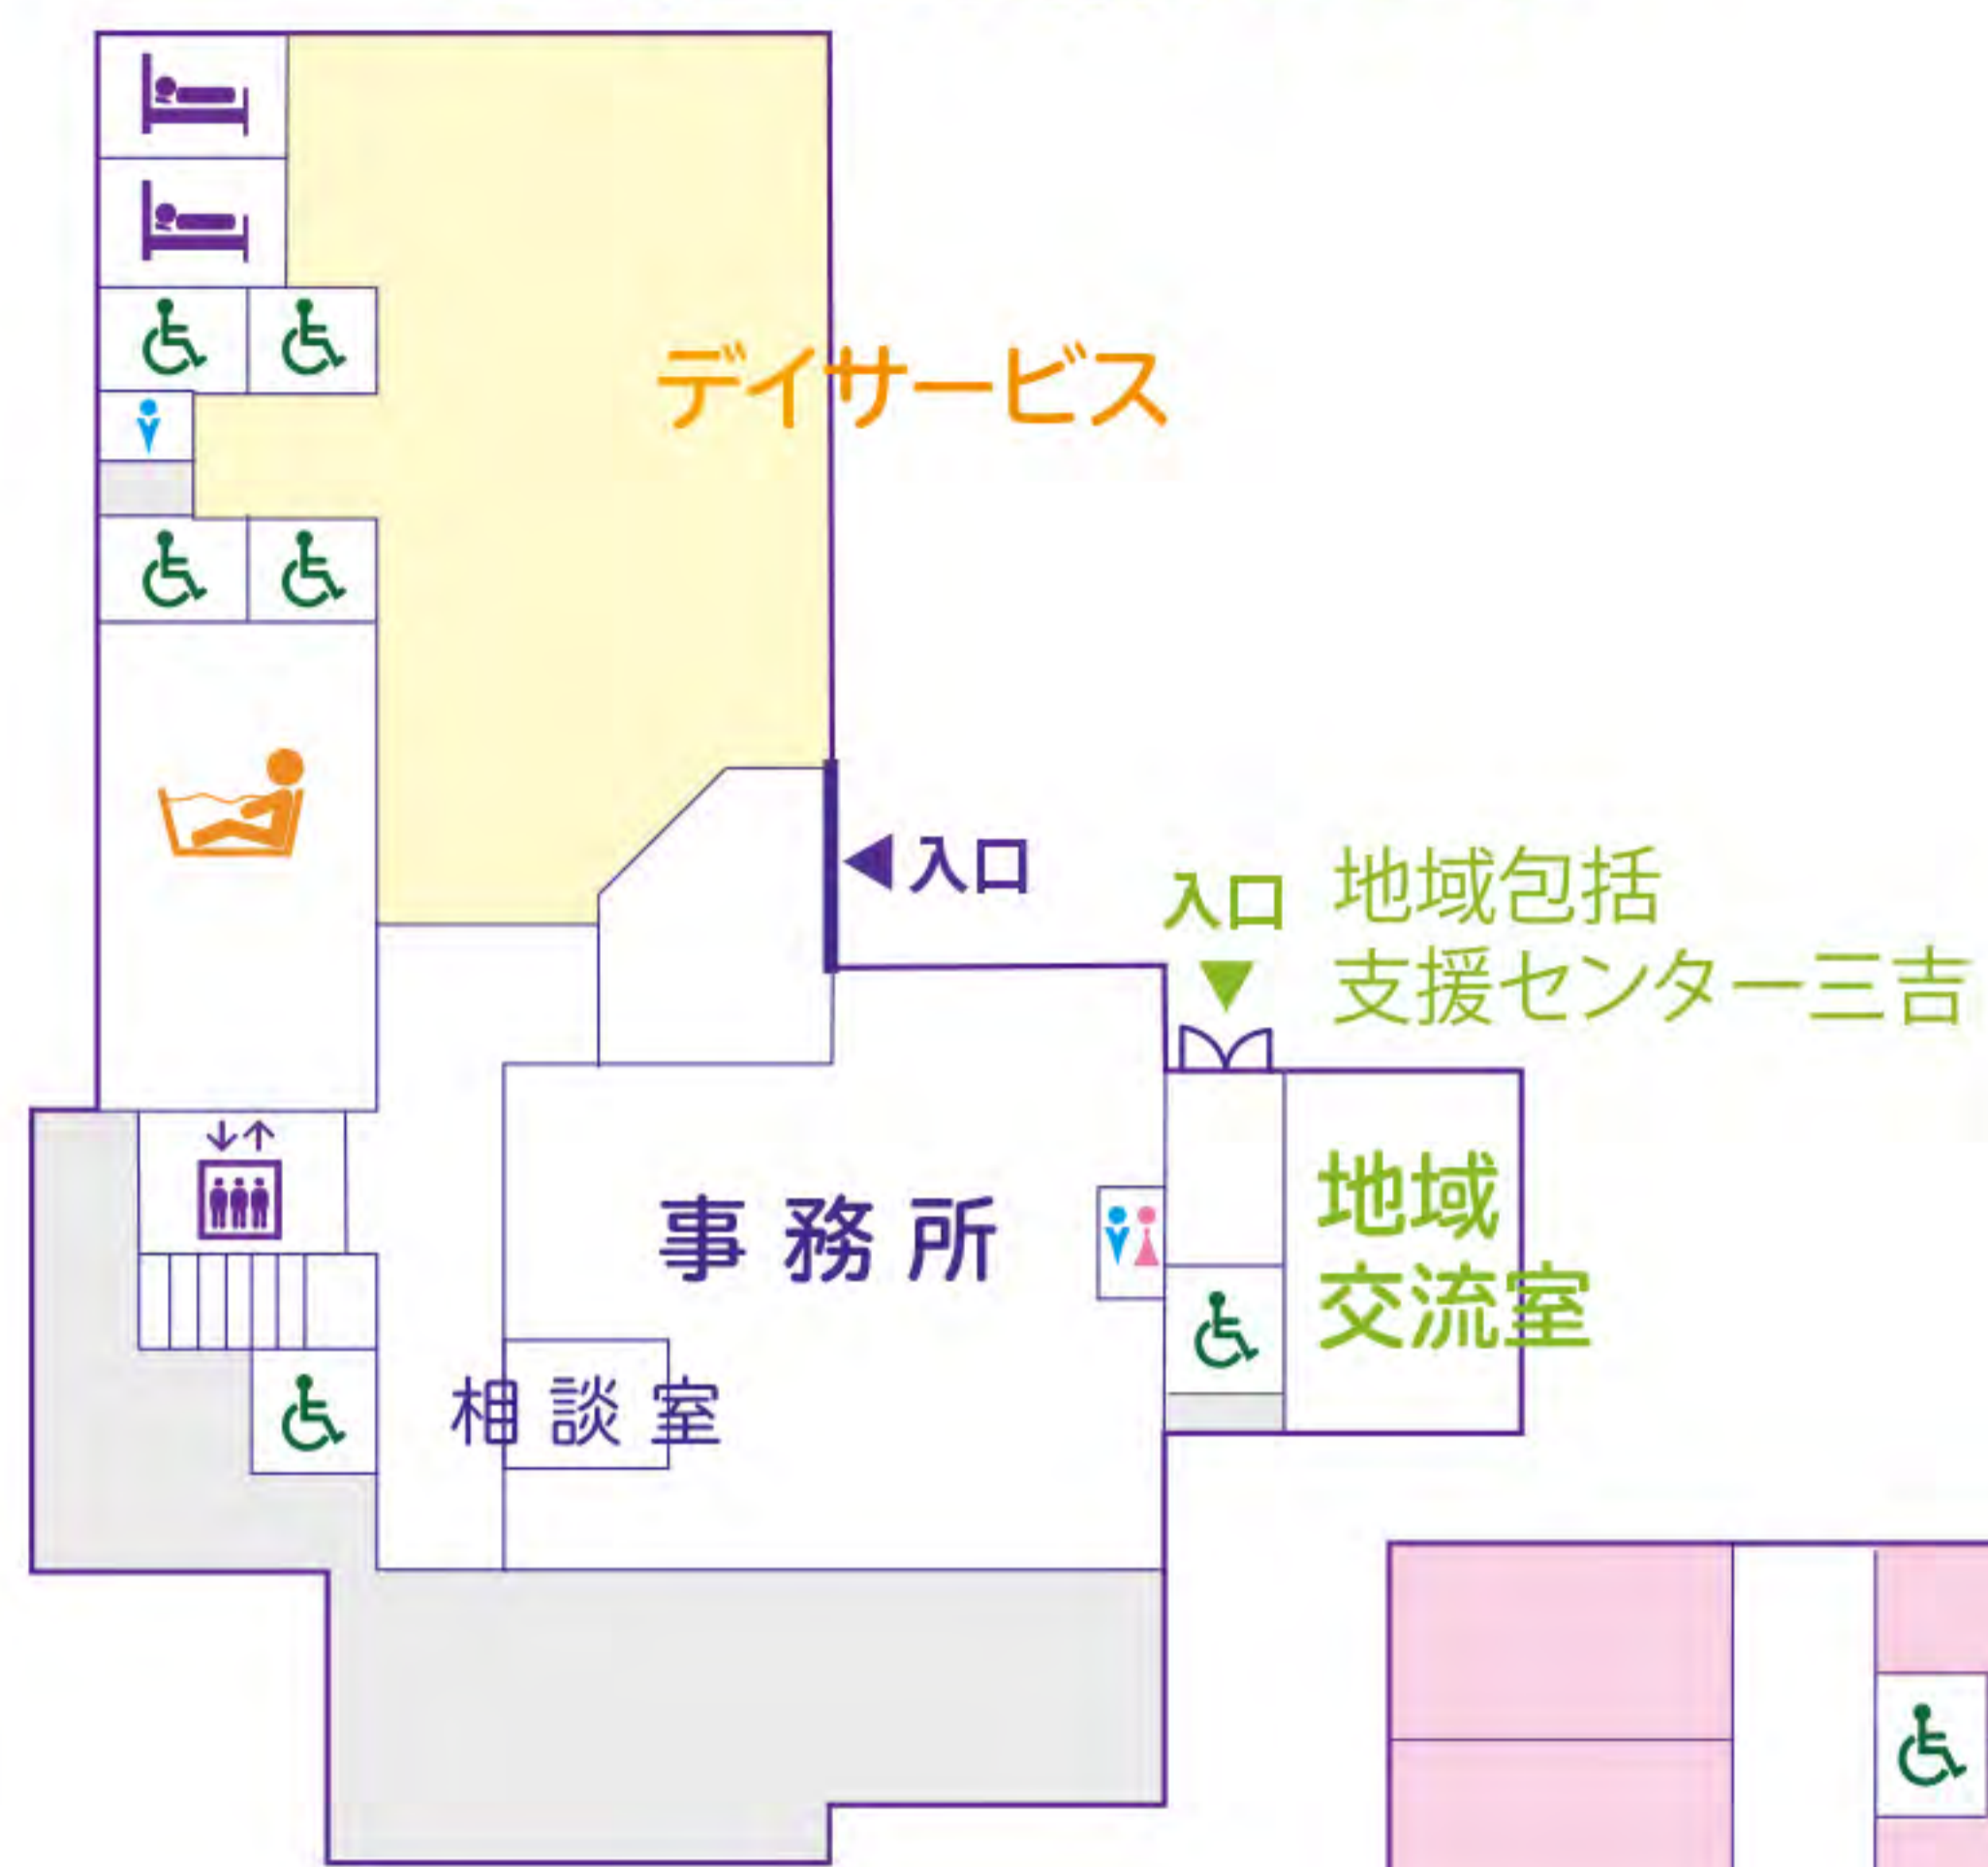 デイサービス
入口
入口
地域包括
支援センター三吉
地域
交流室
事務所
相談室